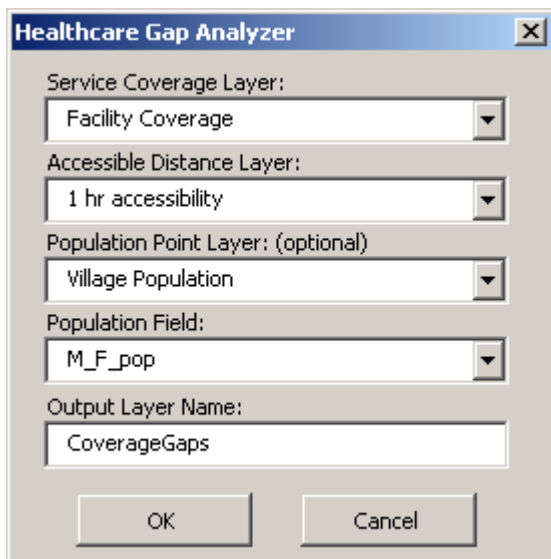 Healthcare Gap Analyzer
Service Coverage Layer:
Facility Coverage
Accessible Distance Layer:
1 hr accessibility
Population Point Layer: (optional)
Village Population
Population Field:
M_F_pop
Output Layer Name:
CoverageGaps
OK Cancel